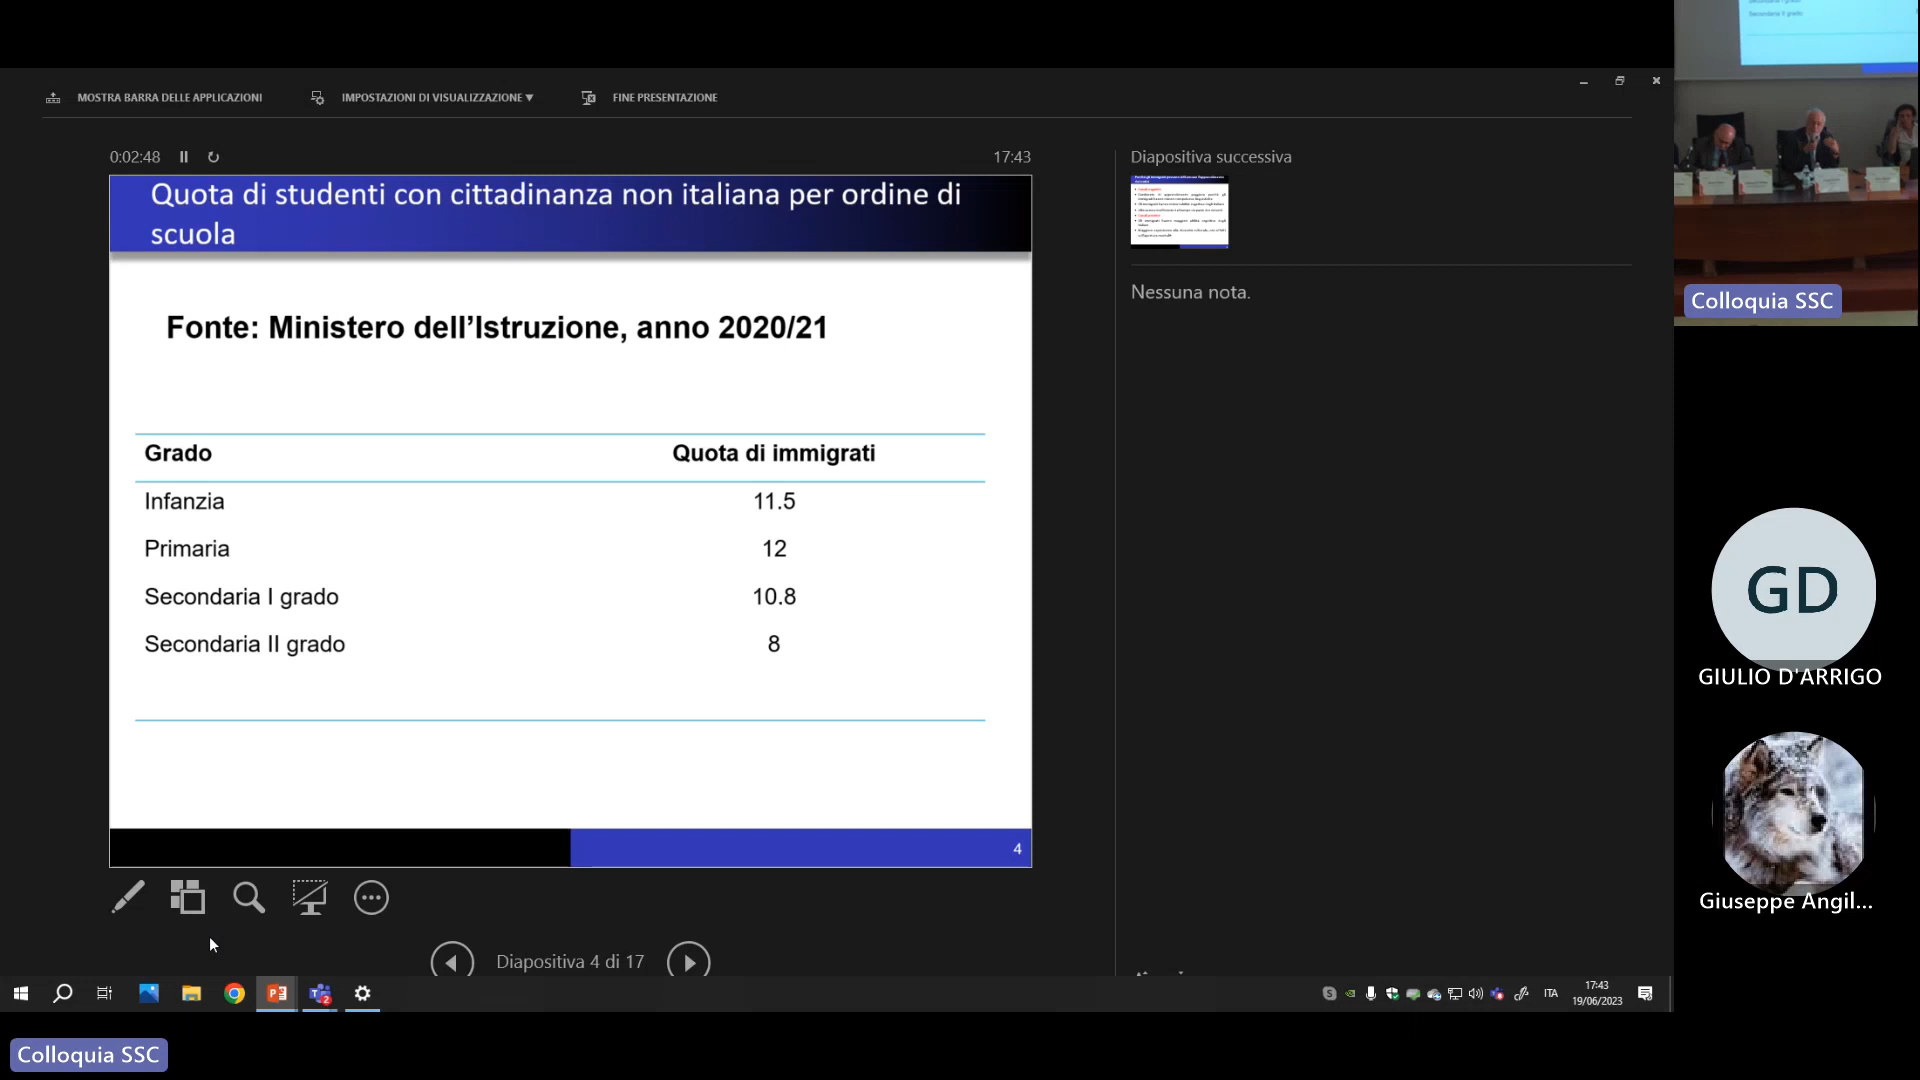 MOSTRA BARRA DELLE APPLICAZIONI
IMPOSTAZIONI DI VISUALIZZAZIONE ▼
FINE PRESENTAZIONE
0:02:48
17:43
Quota di studenti con cittadinanza non italiana per ordine di
scuola
Fonte: Ministero dell’Istruzione, anno 2020/21
Grado Quota di immigrati
Infanzia 11.5
Primaria 12
Secondaria I grado 10.8
Secondaria II grado 8
4
Diapositiva 4 di 17
Diapositiva successiva
Nessuna nota.
Secondaria II grado
Colloquia SSC
GD
GIULIO D'ARRIGO
Giuseppe Angil...
ITA
17:43
19/06/2023
Colloquia SSC